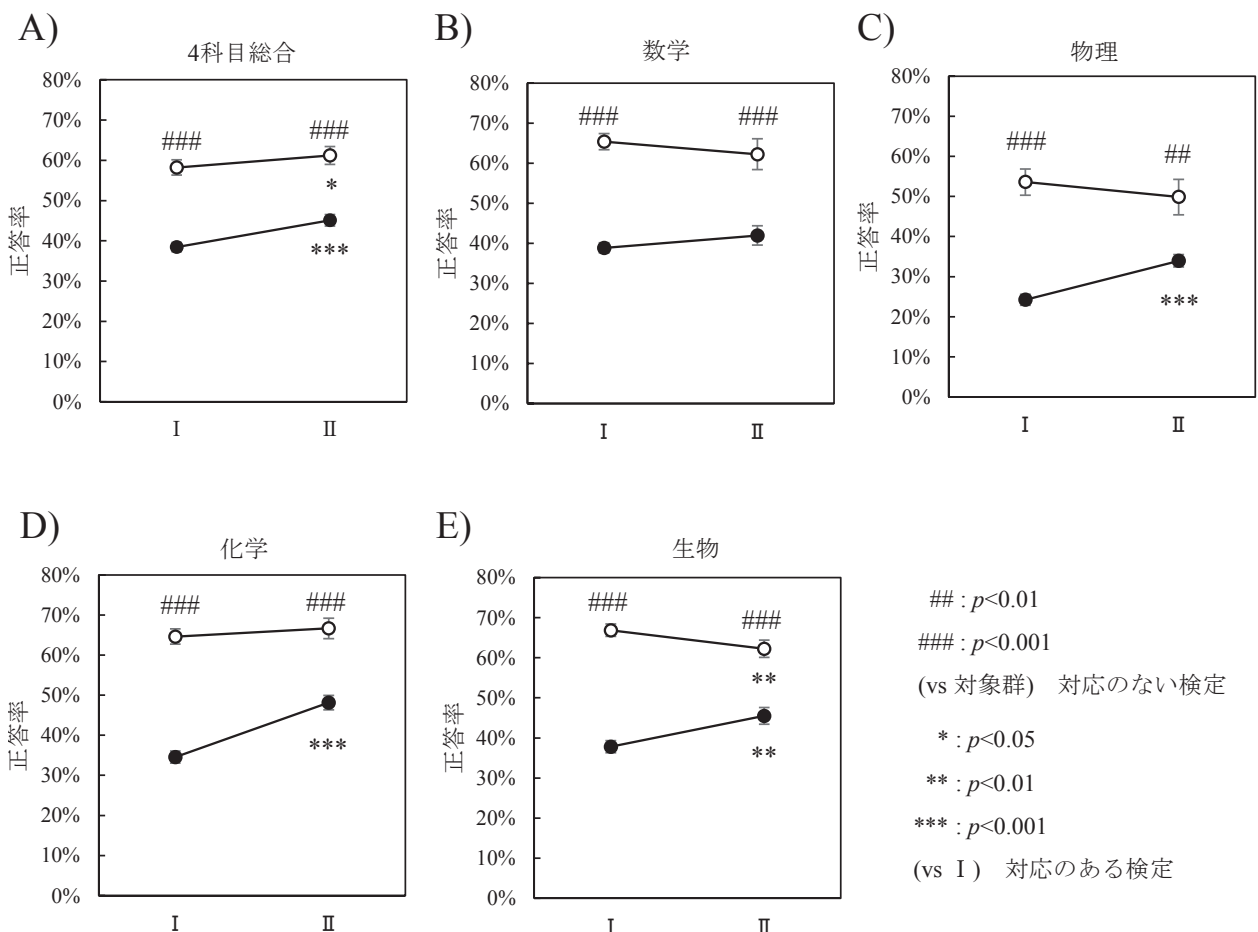 A)
4科目総合
80%
70%
60%
50%
40%
30%
20%
10%
0%
正答率
###
###
*
***
I
II
B)
数学
80%
70%
60%
50%
40%
30%
20%
10%
0%
正答率
###
###
I
II
C)
物理
80%
70%
60%
50%
40%
30%
20%
10%
0%
正答率
###
##
***
I
II
D)
化学
80%
70%
60%
50%
40%
30%
20%
10%
0%
正答率
###
###
***
I
II
E)
生物
80%
70%
60%
50%
40%
30%
20%
10%
0%
正答率
###
###
**
**
I
II
## : p<0.01
### : p<0.001
(vs 対象群) 対応のない検定
* : p<0.05
** : p<0.01
*** : p<0.001
(vs I) 対応のある検定